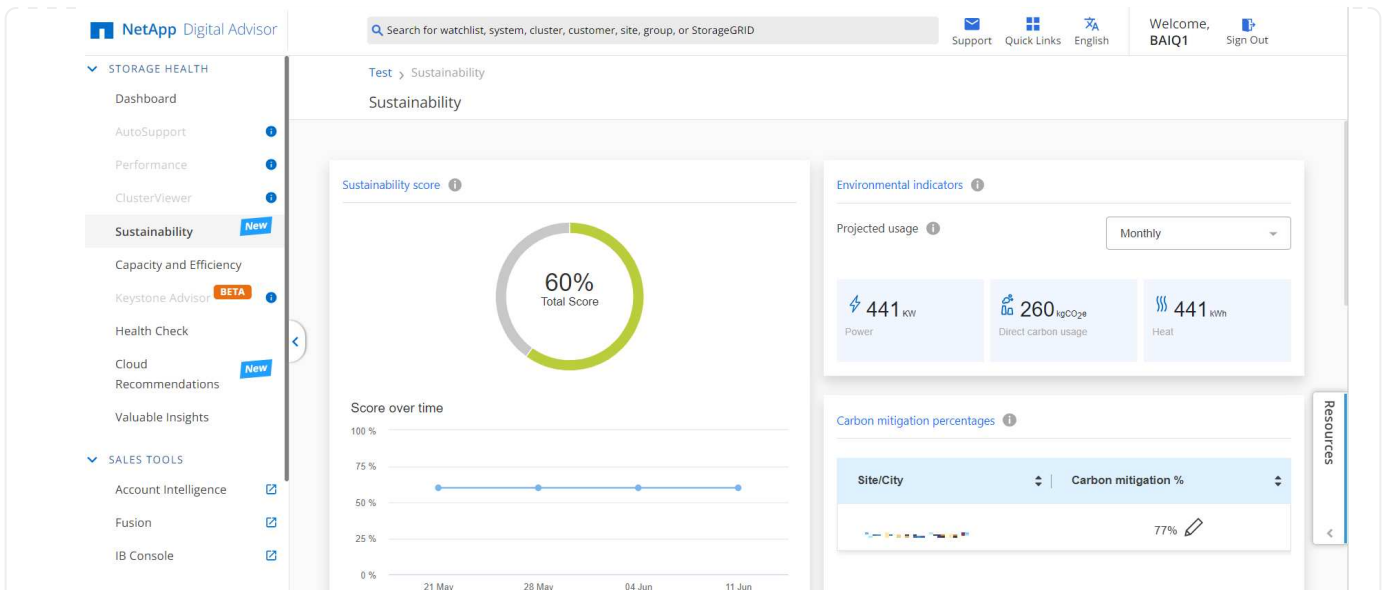 NetApp Digital Advisor
Search for watchlist, system, cluster, customer, site, group, or StorageGRID
Support
Quick Links
English
Welcome,
BAIQ1
Sign Out
STORAGE HEALTH
Dashboard
AutoSupport
Performance
ClusterViewer
Sustainability New
Capacity and Efficiency
Keystone Advisor BETA
Health Check
Cloud
Recommendations
New
Valuable Insights
SALES TOOLS
Account Intelligence
Fusion
IB Console
Test > Sustainability
Sustainability
Sustainability score
60%
Total Score
Score over time
100 %
75 %
50 %
25 %
0 %
21 May 28 May 04 Jun 11 Jun
Environmental indicators
Projected usage
Monthly
441 KW
Power
260 kgCO2e
Direct carbon usage
441 kWh
Heat
Carbon mitigation percentages
Site/City Carbon mitigation %
77%
Resources